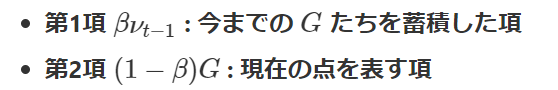 • 第1項 βν_{t−1} : 今までの G たちを蓄積した項
• 第2項 (1 − β)G : 現在の点を表す項